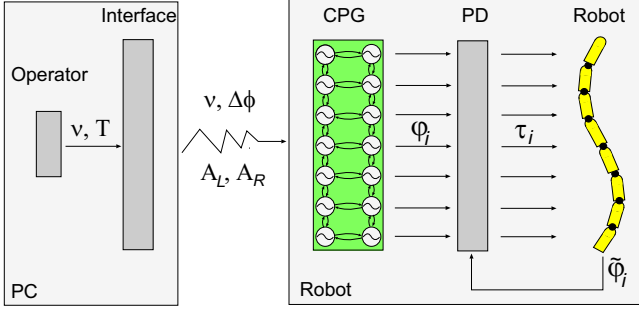 Interface
Operator
ν, T
PC
ν, Δϕ
A_L, A_R
CPG
PD
Robot
φ_i
τ_i
φ̃_i
Robot